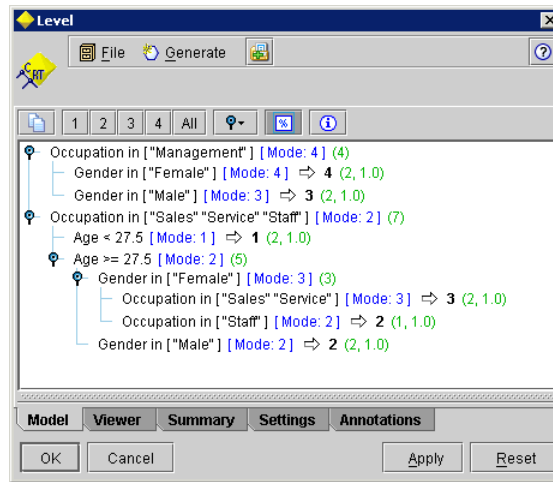 Level
File Generate
CRT
1 2 3 4 All %
Occupation in ["Management"] [Mode: 4] (4)
Gender in ["Female"] [Mode: 4] ⇨ 4 (2, 1.0)
Gender in ["Male"] [Mode: 3] ⇨ 3 (2, 1.0)
Occupation in ["Sales" "Service" "Staff"] [Mode: 2] (7)
Age < 27.5 [Mode: 1] ⇨ 1 (2, 1.0)
Age >= 27.5 [Mode: 2] (5)
Gender in ["Female"] [Mode: 3] (3)
Occupation in ["Sales" "Service"] [Mode: 3] ⇨ 3 (2, 1.0)
Occupation in ["Staff"] [Mode: 2] ⇨ 2 (1, 1.0)
Gender in ["Male"] [Mode: 2] ⇨ 2 (2, 1.0)
Model Viewer Summary Settings Annotations
OK Cancel Apply Reset